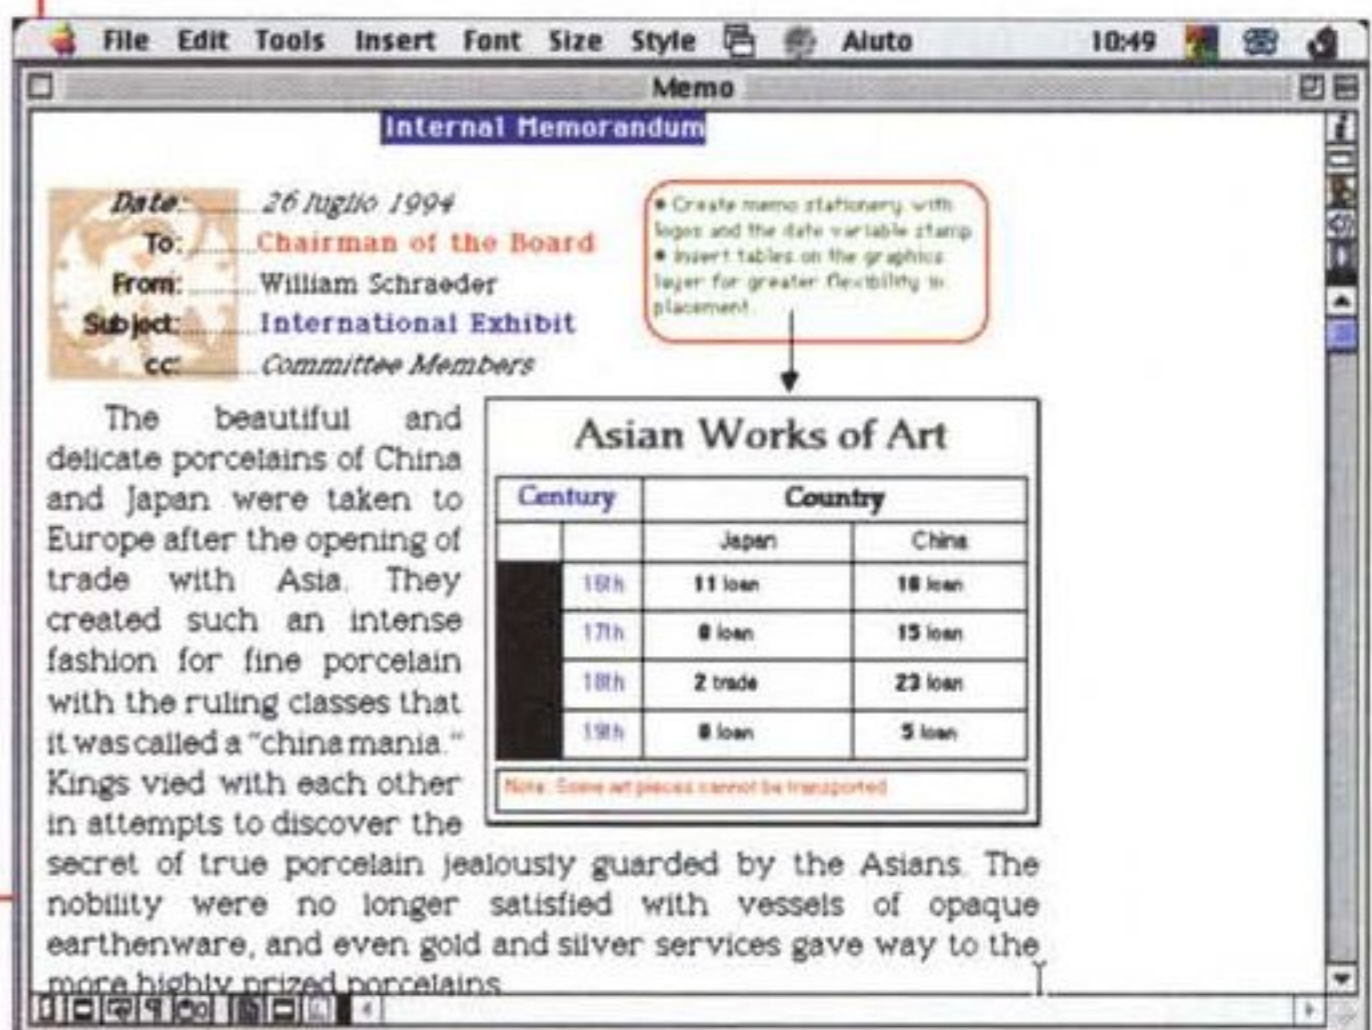 File Edit Tools Insert Font Size Style Aiuto 10:49
Memo
Internal Memorandum
Date: 26 luglio 1994
To: Chairman of the Board
From: William Schraeder
Subject: International Exhibit
cc: Committee Members
• Create memo stationery with
logos and the date variable stamp
• Insert tables on the graphics
layer for greater flexibility in
placement.
The beautiful and
delicate porcelains of China
and Japan were taken to
Europe after the opening of
trade with Asia. They
created such an intense
fashion for fine porcelain
with the ruling classes that
it was called a "china mania."
Kings vied with each other
in attempts to discover the
secret of true porcelain jealously guarded by the Asians. The
nobility were no longer satisfied with vessels of opaque
earthenware, and even gold and silver services gave way to the
more highly prized porcelains
Asian Works of Art
Century Country
Japan China
16th 11 loan loan
17th loan 15 loan
18th 2 trade 23 loan
19th loan 5 loan
Note: Some art pieces cannot be transported